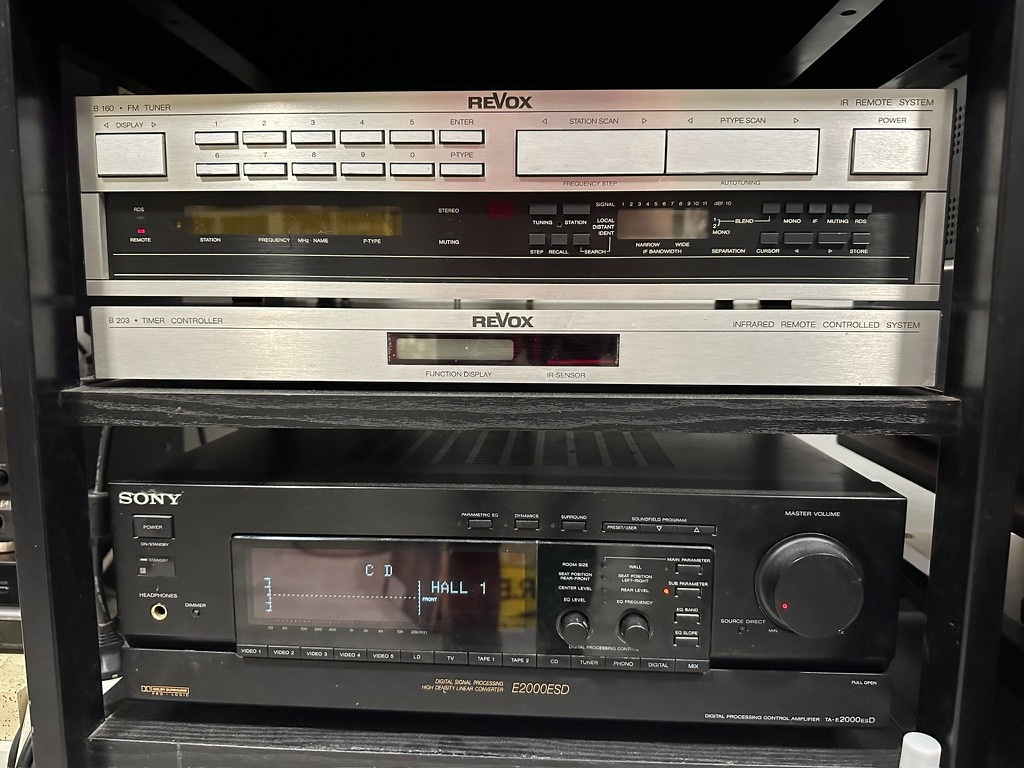 REVOX
B 160 • FM TUNER
IR REMOTE SYSTEM
DISPLAY
1 2 3 4 5 ENTER
STATION SCAN
P-TYPE SCAN
POWER
6 7 8 9 0 P-TYPE
FREQUENCY STEP
AUTOTUNING
RDS
REMOTE
STATION FREQUENCY MHz · NAME P-TYPE
STEREO
MUTING
SIGNAL 1 2 3 4 5 6 7 8 9 10 11 dBf 10
TUNING STATION
LOCAL
DISTANT
IDENT
STEP RECALL SEARCH
NARROW WIDE
IF BANDWIDTH
1
2
MONO
BLEND
MONO IF MUTING RDS
SEPARATION
CURSOR
STORE
B 203 • TIMER CONTROLLER
REVOX
INFRARED REMOTE CONTROLLED SYSTEM
FUNCTION DISPLAY
IR-SENSOR
SONY
POWER
ON/STANDBY
STANDBY
HEADPHONES
DIMMER
PARAMETRIC EQ
DYNAMICS
SURROUND
SOUNDFIELD PROGRAM
PRESET/USER
MASTER VOLUME
CD
HALL 1
FRONT
ROOM SIZE
SEAT POSITION
REAR-FRONT
CENTER LEVEL
EQ LEVEL
WALL
SEAT POSITION
LEFT-RIGHT
REAR LEVEL
EQ FREQUENCY
MAIN PARAMETER
SUB PARAMETER
EQ BAND
EQ SLOPE
DIGITAL PROCESSING CONTROL
SOURCE DIRECT
MIN
VIDEO 1 VIDEO 2 VIDEO 3 VIDEO 4 VIDEO 5 LD TV TAPE 1 TAPE 2 CD TUNER PHONO DIGITAL MIX
DOLBY SURROUND
PRO • LOGIC
DIGITAL SIGNAL PROCESSING
HIGH DENSITY LINEAR CONVERTER
E2000ESD
PULL OPEN
DIGITAL PROCESSING CONTROL AMPLIFIER TA-E2000ESD